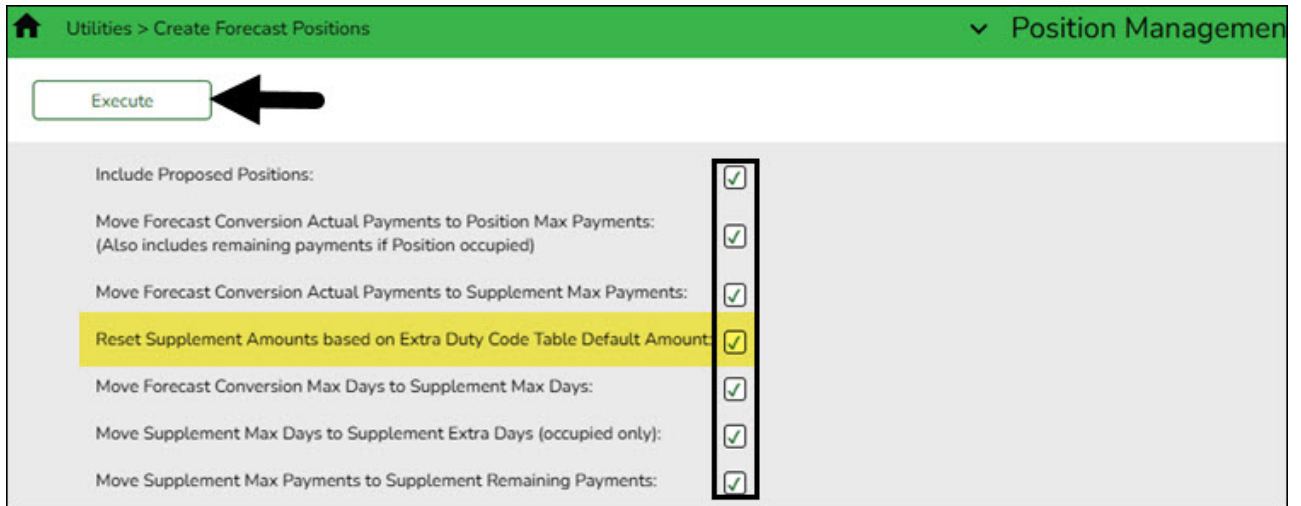 Utilities > Create Forecast Positions
Position Managemen
Execute
Include Proposed Positions:
Move Forecast Conversion Actual Payments to Position Max Payments:
(Also includes remaining payments if Position occupied)
Move Forecast Conversion Actual Payments to Supplement Max Payments:
Reset Supplement Amounts based on Extra Duty Code Table Default Amount:
Move Forecast Conversion Max Days to Supplement Max Days:
Move Supplement Max Days to Supplement Extra Days (occupied only):
Move Supplement Max Payments to Supplement Remaining Payments: